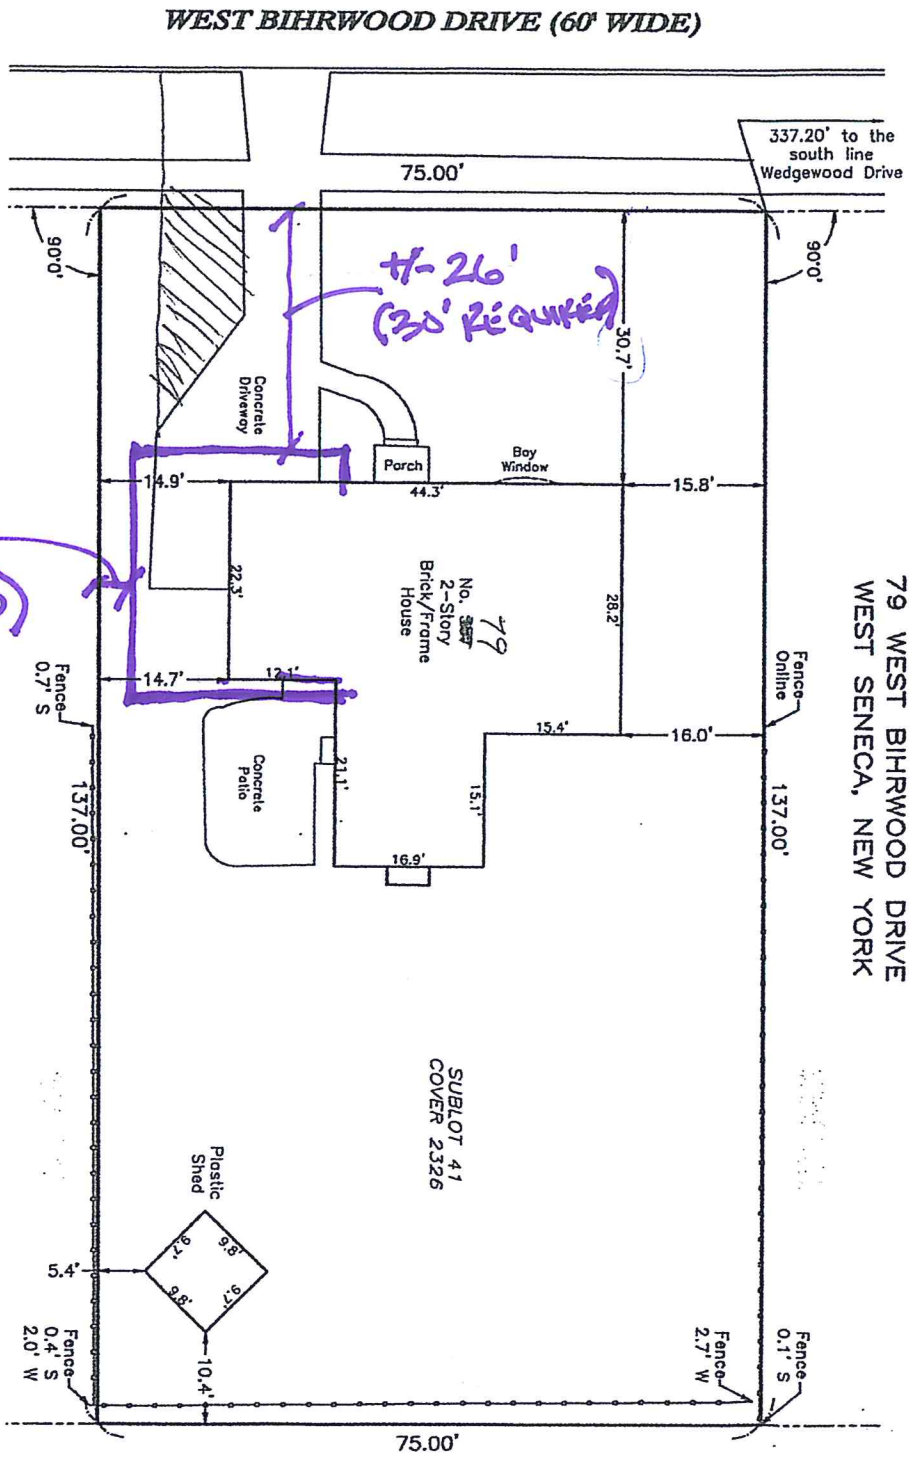 WEST BIHRWOOD DRIVE (60' WIDE)
337.20' to the
south line
Wedgewood Drive
75.00'
90°0'
90°0'
+/- 26'
(30' REQUIRED)
30.7'
Concrete
Driveway
Porch
Bay
Window
14.9'
44.3'
15.8'
22.3'
No. 79
2-Story
Brick/Frame
House
28.2'
79 WEST BIHRWOOD DRIVE
WEST SENECA, NEW YORK
Fence
Online
Fence
0.7' S
14.7'
12.1'
15.4'
16.0'
137.00'
Concrete
Patio
21.1'
15.1'
137.00'
16.9'
SUBLOT 41
COVER 2326
Plastic
Shed
9.7'
9.8'
9.8'
9.7'
5.4'
10.4'
Fence
0.4' S
2.0' W
Fence
2.7' W
Fence
0.1' S
75.00'